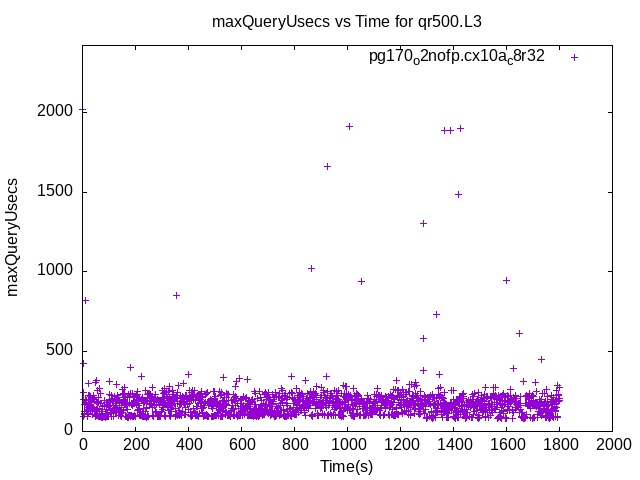 maxQueryUsecs vs Time for qr500.L3
pg170o2nofp.cx10ac8r32
2000
1500
1000
500
0
maxQueryUsecs
0 200 400 600 800 1000 1200 1400 1600 1800 2000
Time(s)